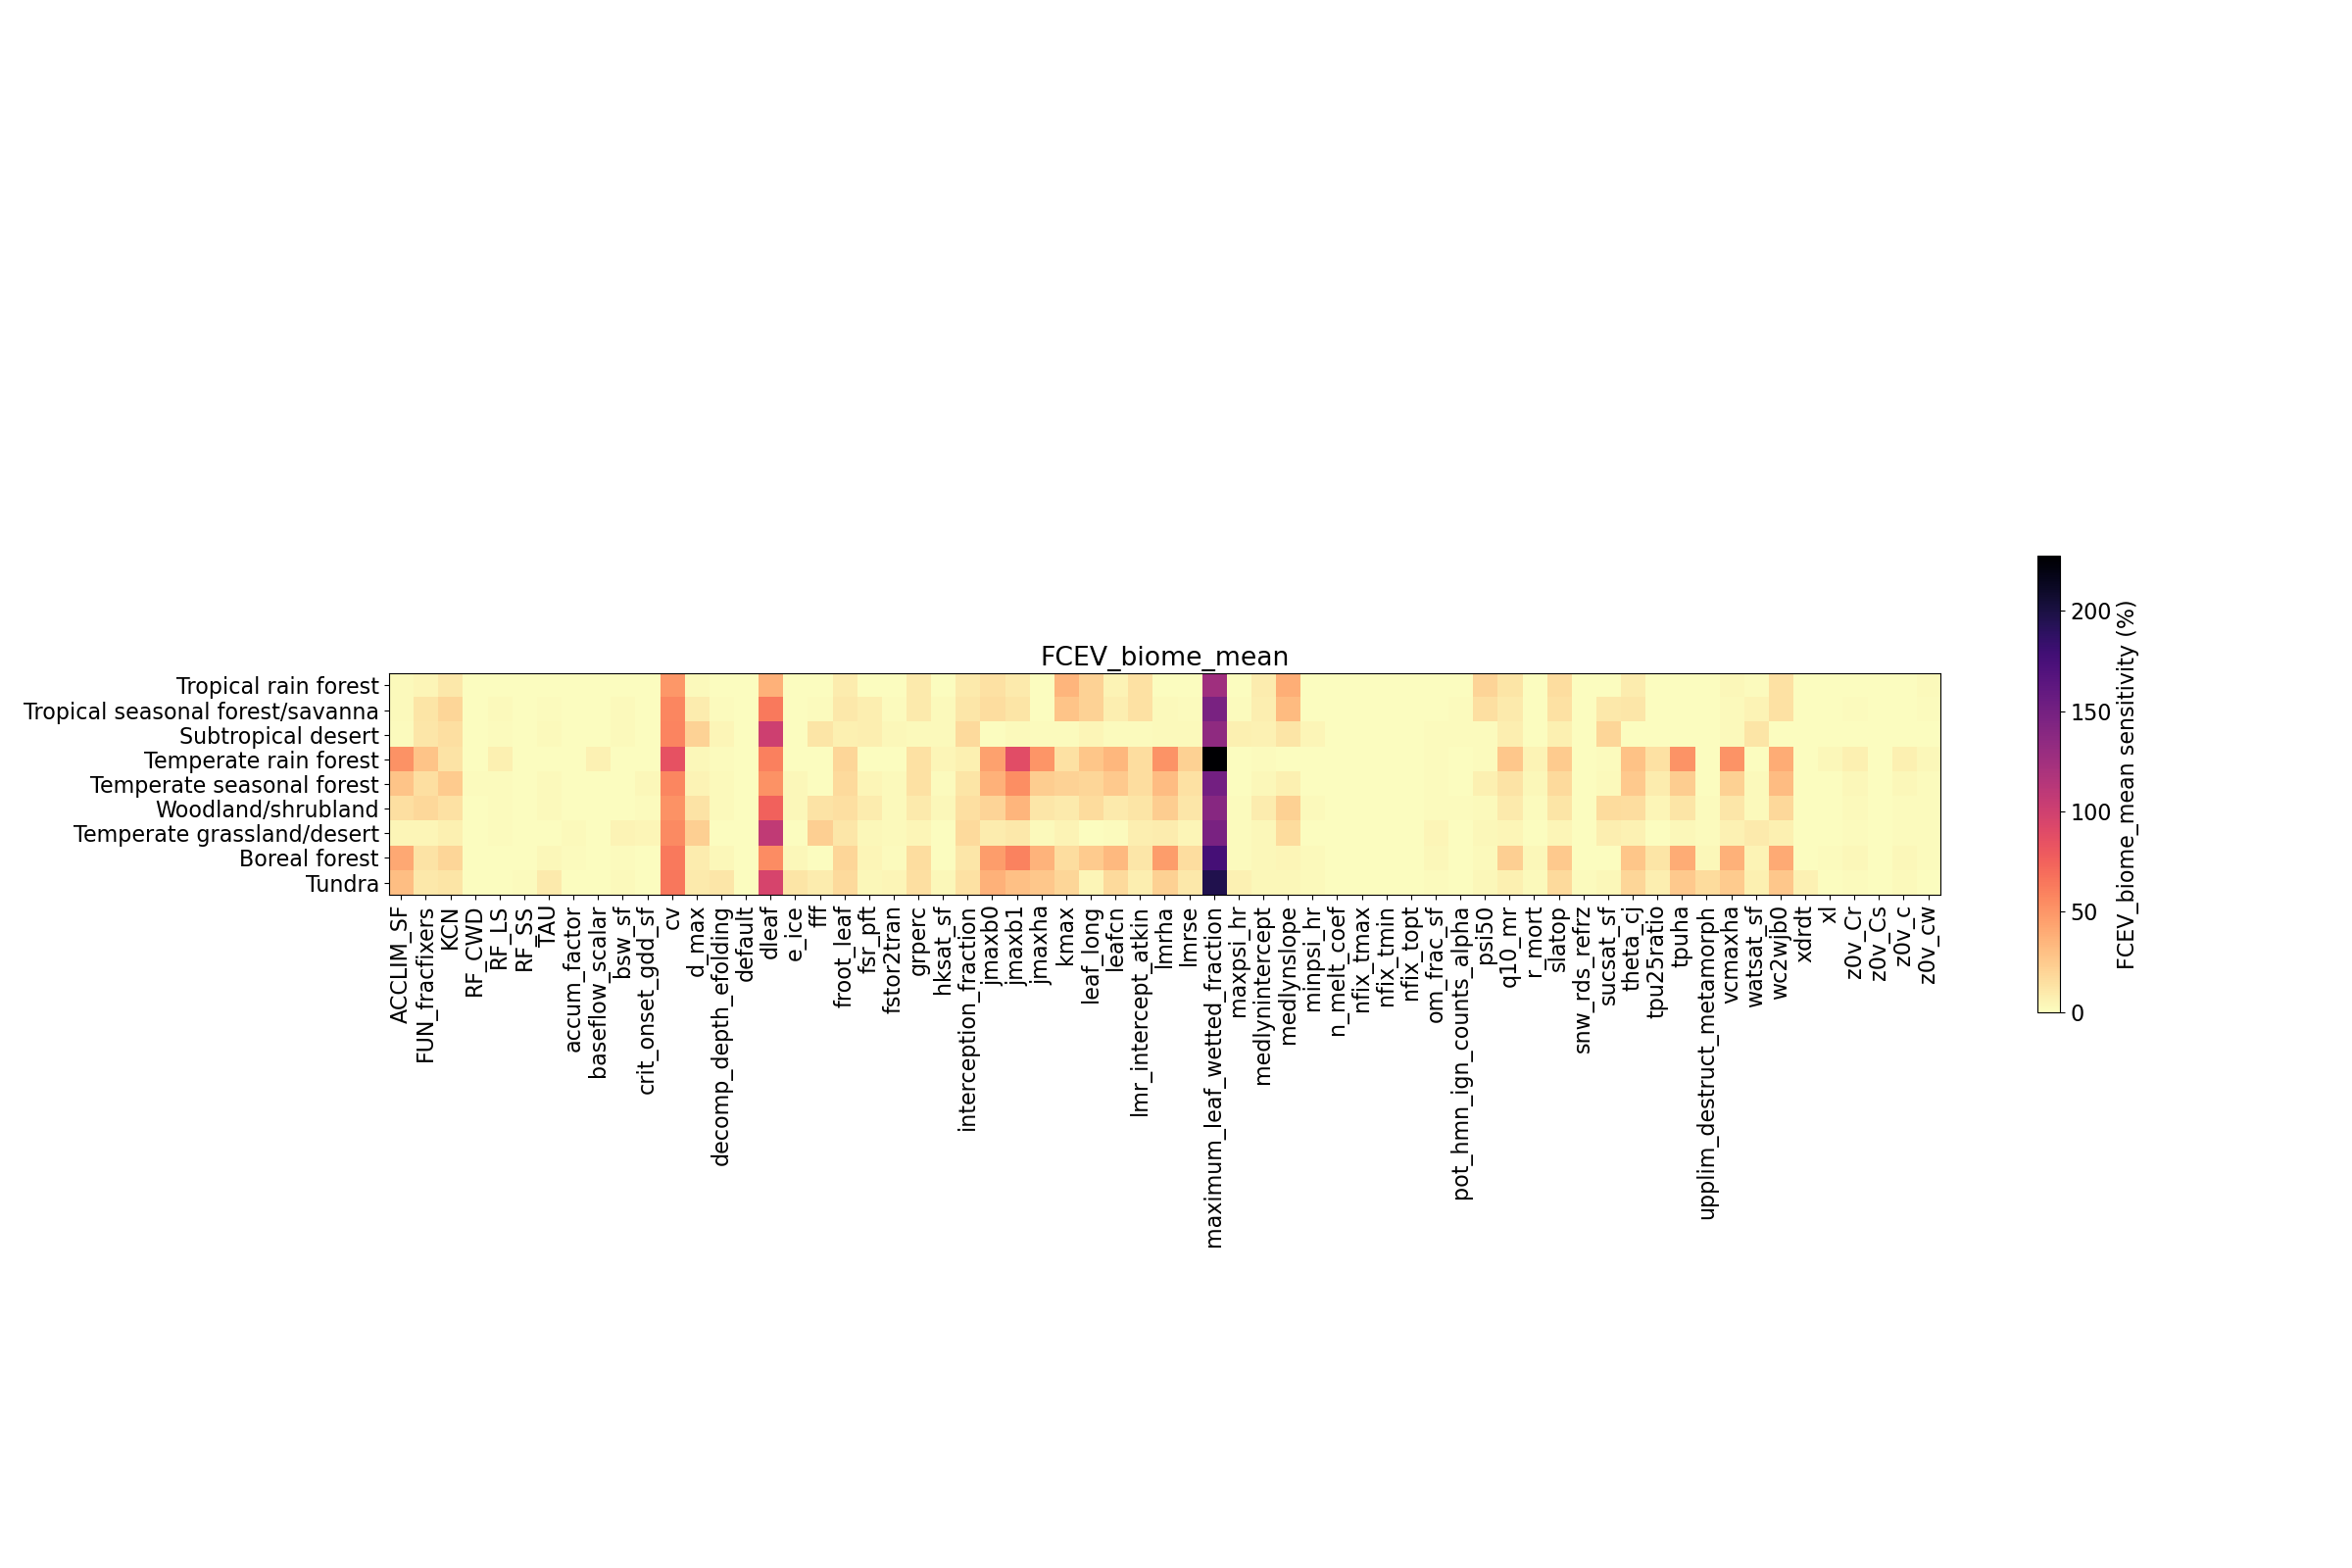 FCEV_biome_mean
Tropical rain forest
Tropical seasonal forest/savanna
Subtropical desert
Temperate rain forest
Temperate seasonal forest
Woodland/shrubland
Temperate grassland/desert
Boreal forest
Tundra
ACCLIM_SF
FUN_fracfixers
KCN
RF_CWD
RF_LS
RF_SS
TAU
accum_factor
baseflow_scalar
bsw_sf
crit_onset_gdd_sf
cv
d_max
decomp_depth_efolding
default
dleaf
e_ice
fff
froot_leaf
fsr_pft
fstor2tran
grperc
hksat_sf
interception_fraction
jmaxb0
jmaxb1
jmaxha
kmax
leaf_long
leafcn
lmr_intercept_atkin
lmrha
lmrse
maximum_leaf_wetted_fraction
maxpsi_hr
medlynintercept
medlynslope
minpsi_hr
n_melt_coef
nfix_tmax
nfix_tmin
nfix_topt
om_frac_sf
pot_hmn_ign_counts_alpha
psi50
q10_mr
r_mort
slatop
snw_rds_refrz
sucsat_sf
theta_cj
tpu25ratio
tpuha
upplim_destruct_metamorph
vcmaxha
watsat_sf
wc2wjb0
xdrdt
xl
z0v_Cr
z0v_Cs
z0v_c
z0v_cw
200
150
100
50
0
FCEV_biome_mean sensitivity (%)